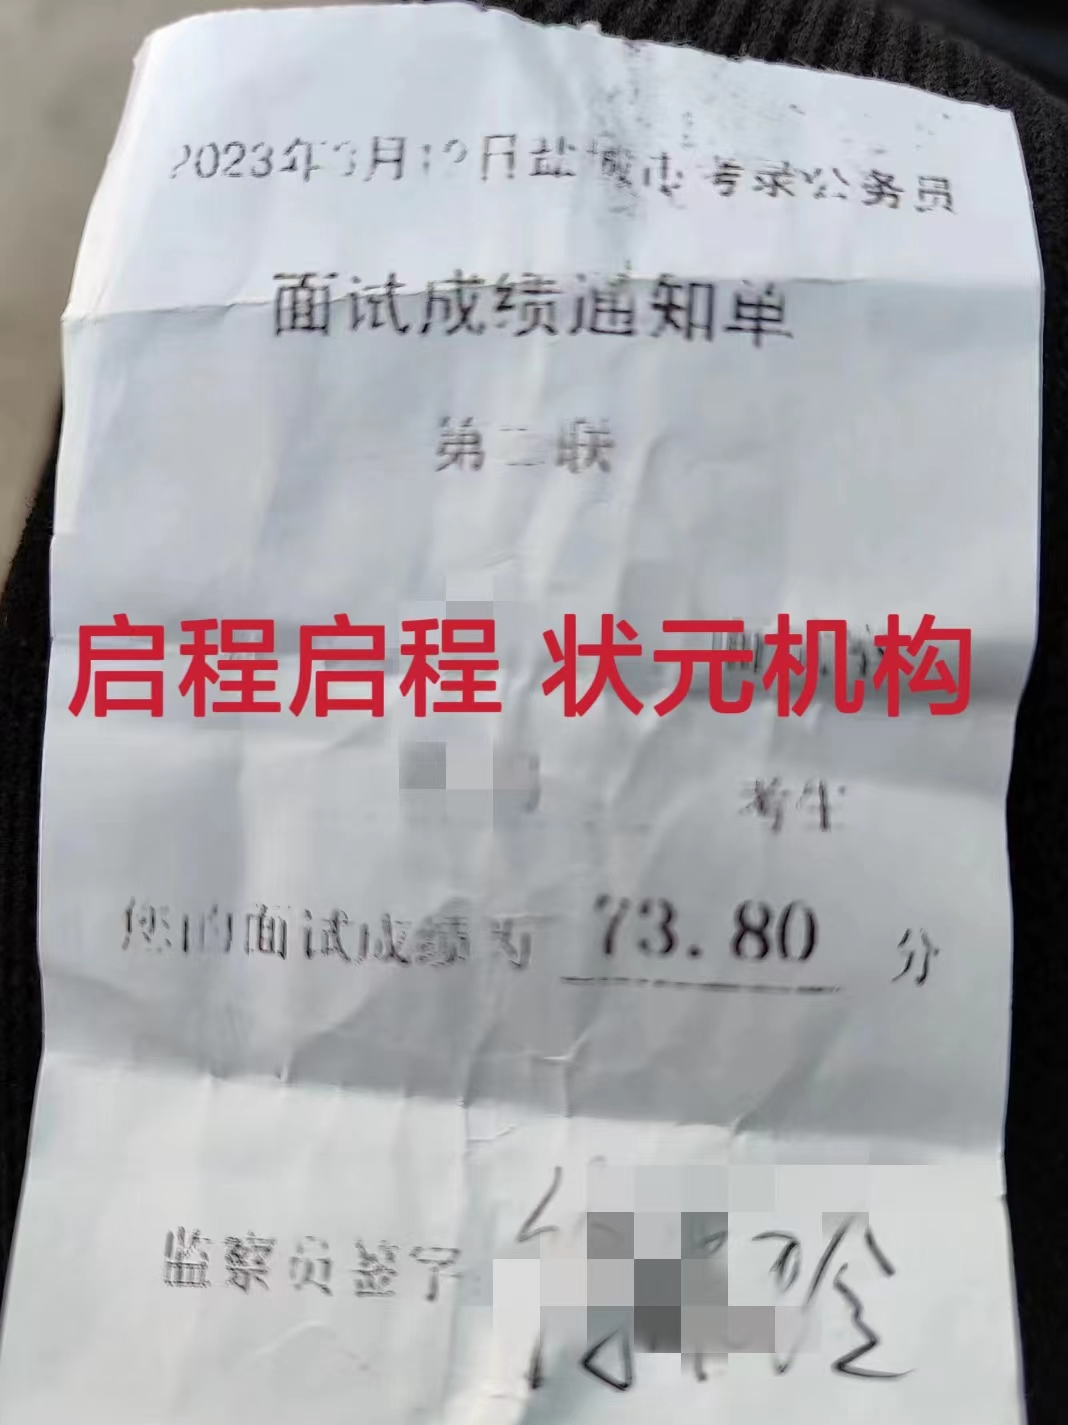 2023年3月12日盐城市考录公务员
面试成绩通知单
第二联
启程启程 状元机构
考生
您的面试成绩为 73.80 分
监察员签字: